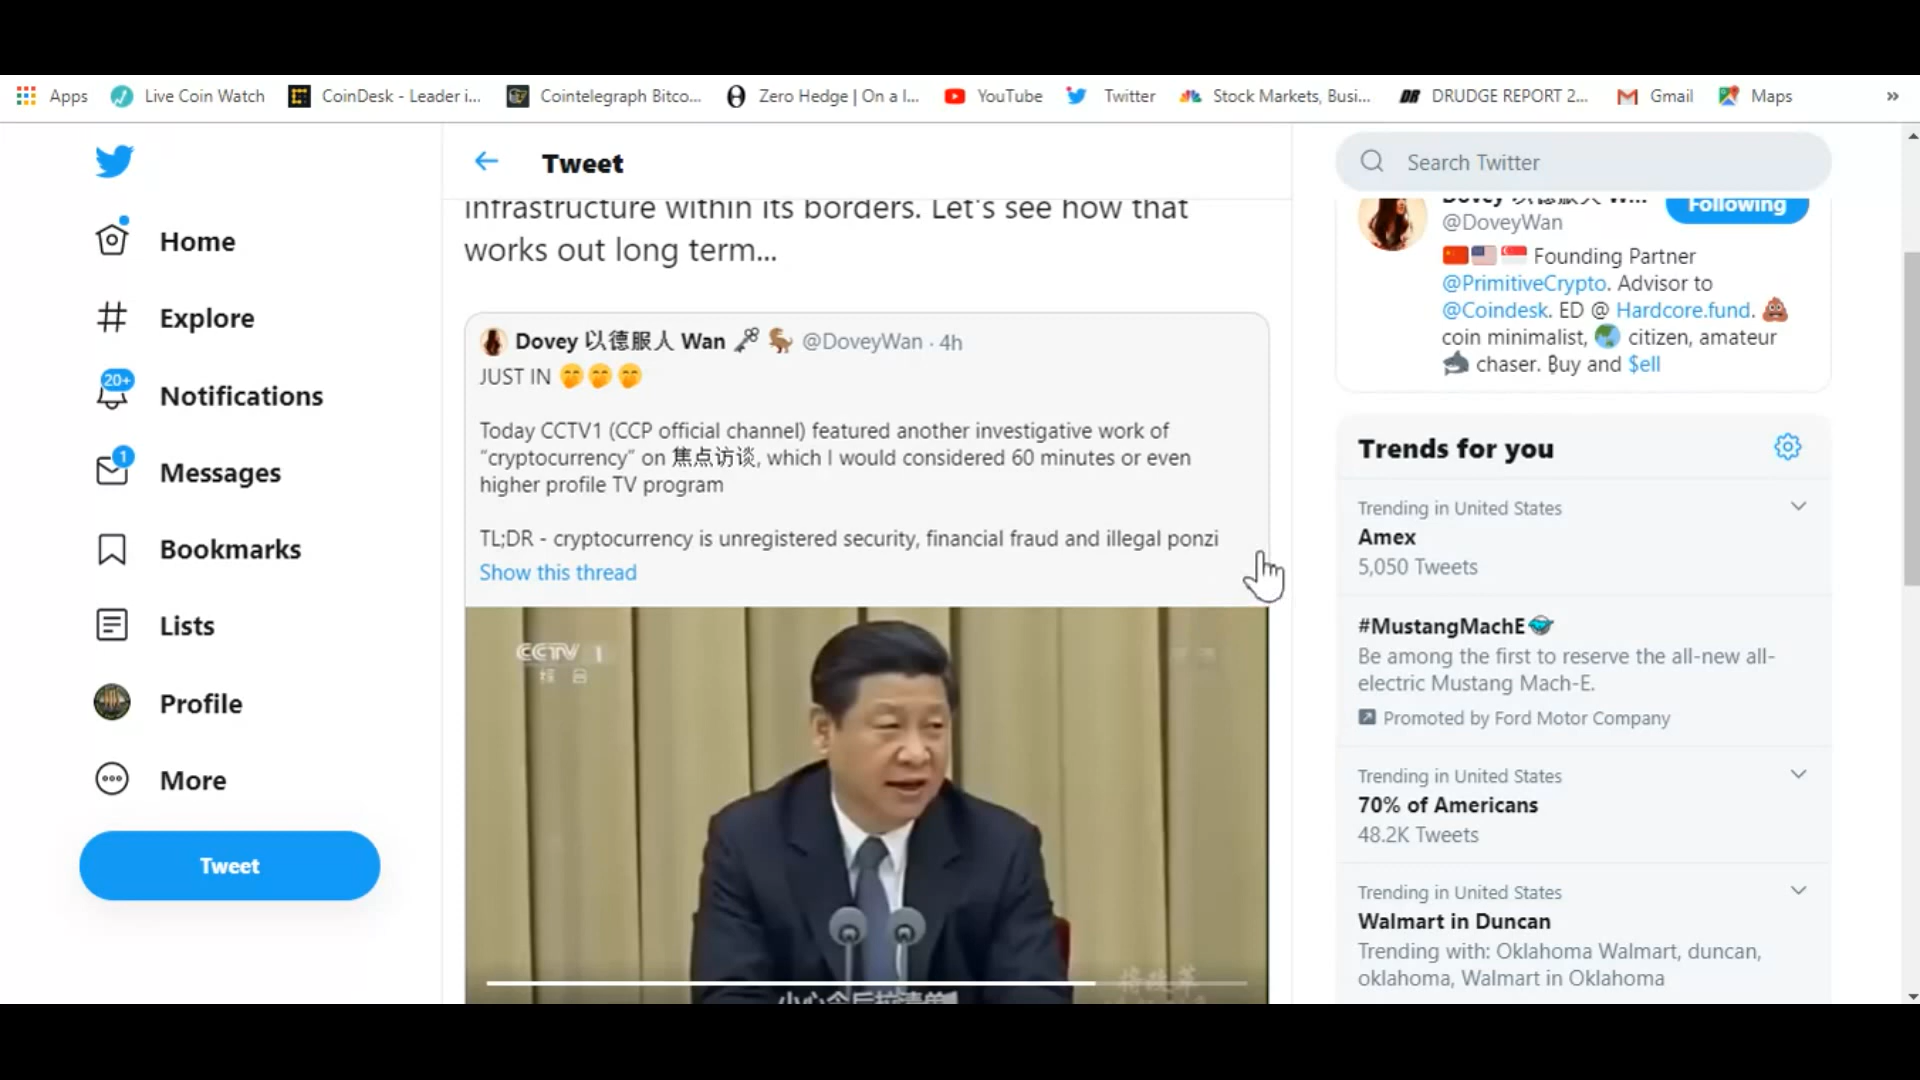 Apps
Live Coin Watch
CoinDesk - Leader i...
Cointelegraph Bitco...
Zero Hedge | On a l...
YouTube
Twitter
Stock Markets, Busi...
DRUDGE REPORT 2...
Gmail
Maps
»
Home
Explore
20+
Notifications
1
Messages
Bookmarks
Lists
Profile
More
Tweet
Tweet
infrastructure within its borders. Let's see how that
works out long term...
Dovey 以德服人 Wan @DoveyWan · 4h
JUST IN
Today CCTV1 (CCP official channel) featured another investigative work of
“cryptocurrency” on 焦点访谈, which I would considered 60 minutes or even
higher profile TV program
TL;DR - cryptocurrency is unregistered security, financial fraud and illegal ponzi
Show this thread
CCTV 1
Search Twitter
Dovey 以德服人 W...
Following
@DoveyWan
Founding Partner
@PrimitiveCrypto. Advisor to
@Coindesk. ED @ Hardcore.fund.
coin minimalist, citizen, amateur
chaser. ₿uy and $ell
Trends for you
Trending in United States
Amex
5,050 Tweets
#MustangMachE
Be among the first to reserve the all-new all-
electric Mustang Mach-E.
Promoted by Ford Motor Company
Trending in United States
70% of Americans
48.2K Tweets
Trending in United States
Walmart in Duncan
Trending with: Oklahoma Walmart, duncan,
oklahoma, Walmart in Oklahoma